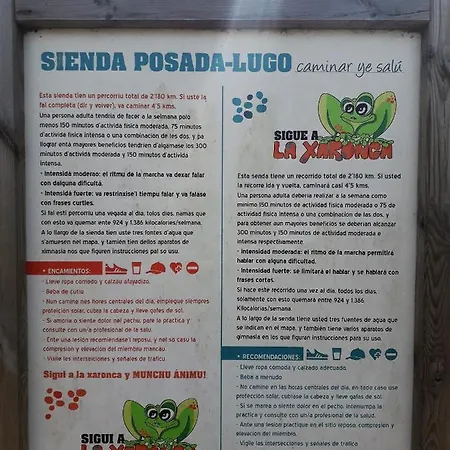 SIENDA POSADA-LUGO caminar ye salú
Esta sienda tien un percorríu total de 2'180 km. Si usté la
fai completa (dir y volver), va caminar 4'5 kms.
Una persona adulta tendría de facer a la selmana polo
menos 150 minutos d'actividá física moderada, 75 minutos
d'actividá física intensa o una combinación de les dos, y pa
llograr entá mayores beneficios tendríen d'algamase los 300
minutos d'actividá moderada y 150 minutos d'actividá
intensa.
· Intensidá moderada: el ritmu de la marcha va dexar falar
con dalguna dificultá.
· Intensidá fuerte: va restrinxise'l tiempu falar y va falase
con frases curties.
Si fai esti percorríu una vegada al día, tolos díes, namás que
con esto va quemar ente 924 y 1.386 kilocalories/selmana.
A lo llargo de la sienda tien usté tres fontes d'agua que
s'amuesen nel mapa, y tamién tien dellos aparatos de
ximnasia nos que figuren instrucciones pal so usu.
ENCAMIENTOS:
· Lleve ropa comodo y calzáu afayadizo.
· Beba de cutiu
· Nun camine nes hores centrales del día, emplegue siempres
protección solar, cubra la cabeza y lleve gafes de sol.
· Si amoria o siente dolor nel pechu, pare la práctica y
consulte con un/a profesional de la salú.
· Ente una lesión recomiéndase'l reposu, y nel so casu la
compresión y elevación del miembru mancáu.
· Vixile les intersecciones y señales de tráficu
Sigui a la xaronca y MUNCHU ÁNIMU!
SIGUI A
LA XARONCA
SIGUE A
LA XARONCA
Esta senda tiene un recorrido total de 2'180 km. Si usted
la recorre ida y vuelta, caminará casi 4'5 kms.
Una persona adulta debería realizar a la semana como
mínimo 150 minutos de actividad física moderada o 75 de
actividad física intensa o una combinación de las dos, y
para obtener aun mayores beneficios se deberían alcanzar
300 minutos y 150 minutos de actividad moderada e
intensa respectivamente.
· Intensidad moderada: el ritmo de la marcha permitirá
hablar con alguna dificultad.
· Intensidad fuerte: se limitará el hablar y se hablará con
frases cortas.
Si hace este recorrido una vez al día, todos los días,
solamente con esto quemará entre 924 y 1.386
Kilocalorías/semana.
A lo largo de la senda tiene usted tres fuentes de agua que
se indican en el mapa, y también tiene varios aparatos de
gimnasia en los que figuran instrucciones para su uso.
RECOMENDACIONES:
· Lleve ropa comoda y calzado adecuado.
· Beba a menudo
· No camine en las horas centrales del día, en todo caso use
protección solar, cubrase la cabeza y lleve gafas de sol.
· Si se marea o siente dolor en el pecho, interrumpa la
práctica y consulte con un/a profesional de la salud.
· Ante una lesión practique en el sitio reposo, compresión y
elevación del miembro.
· Vigile las intersecciones y señales de tráfico